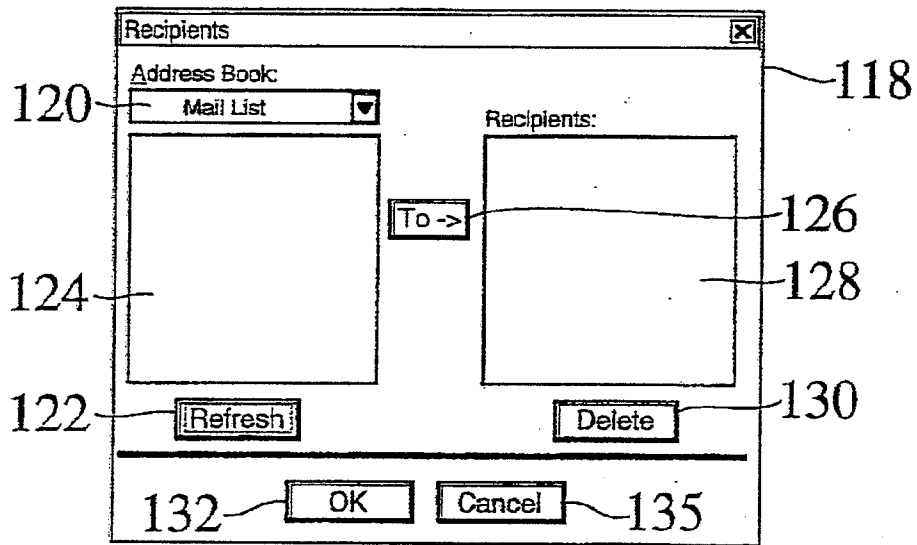 Recipients
118
Address Book:
120
Mail List
Recipients:
To ->
126
124
128
122
Refresh
Delete
130
132
OK
Cancel
135